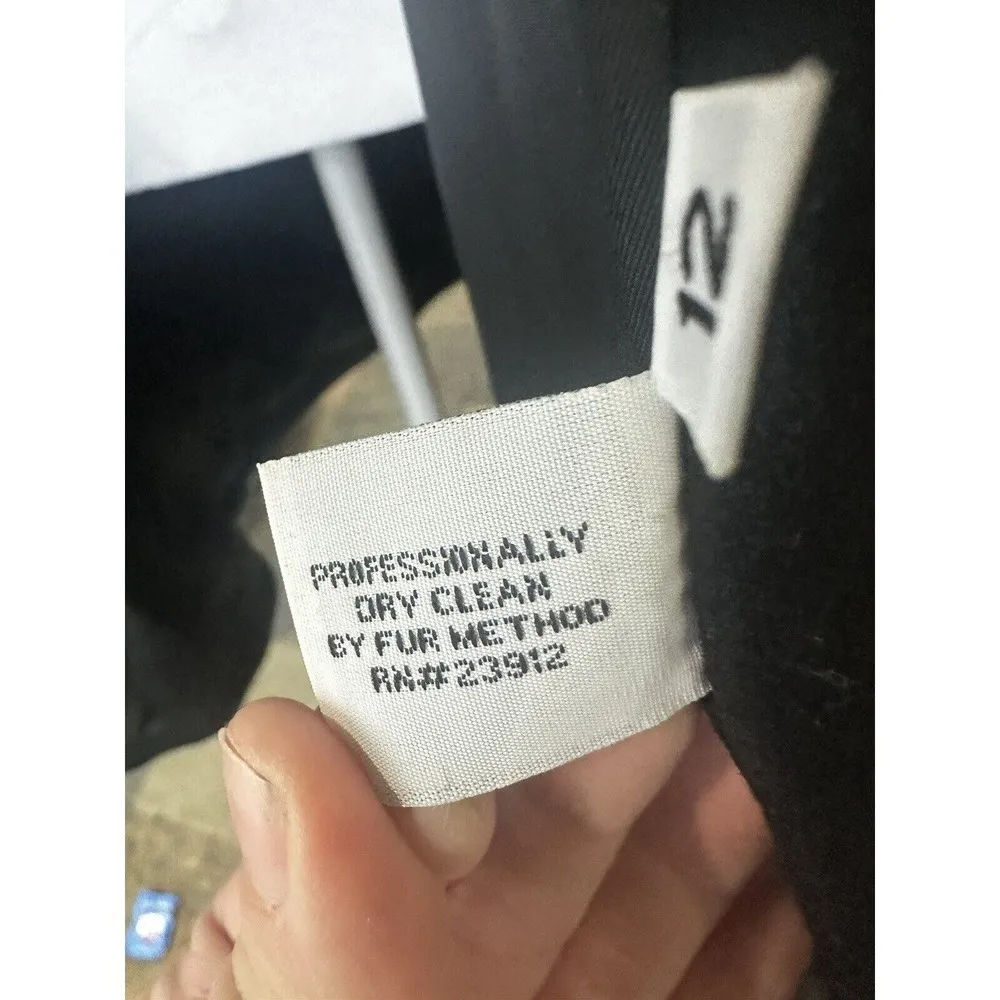 12
PROFESSIONALLY
DRY CLEAN
BY FUR METHOD
RN#23912